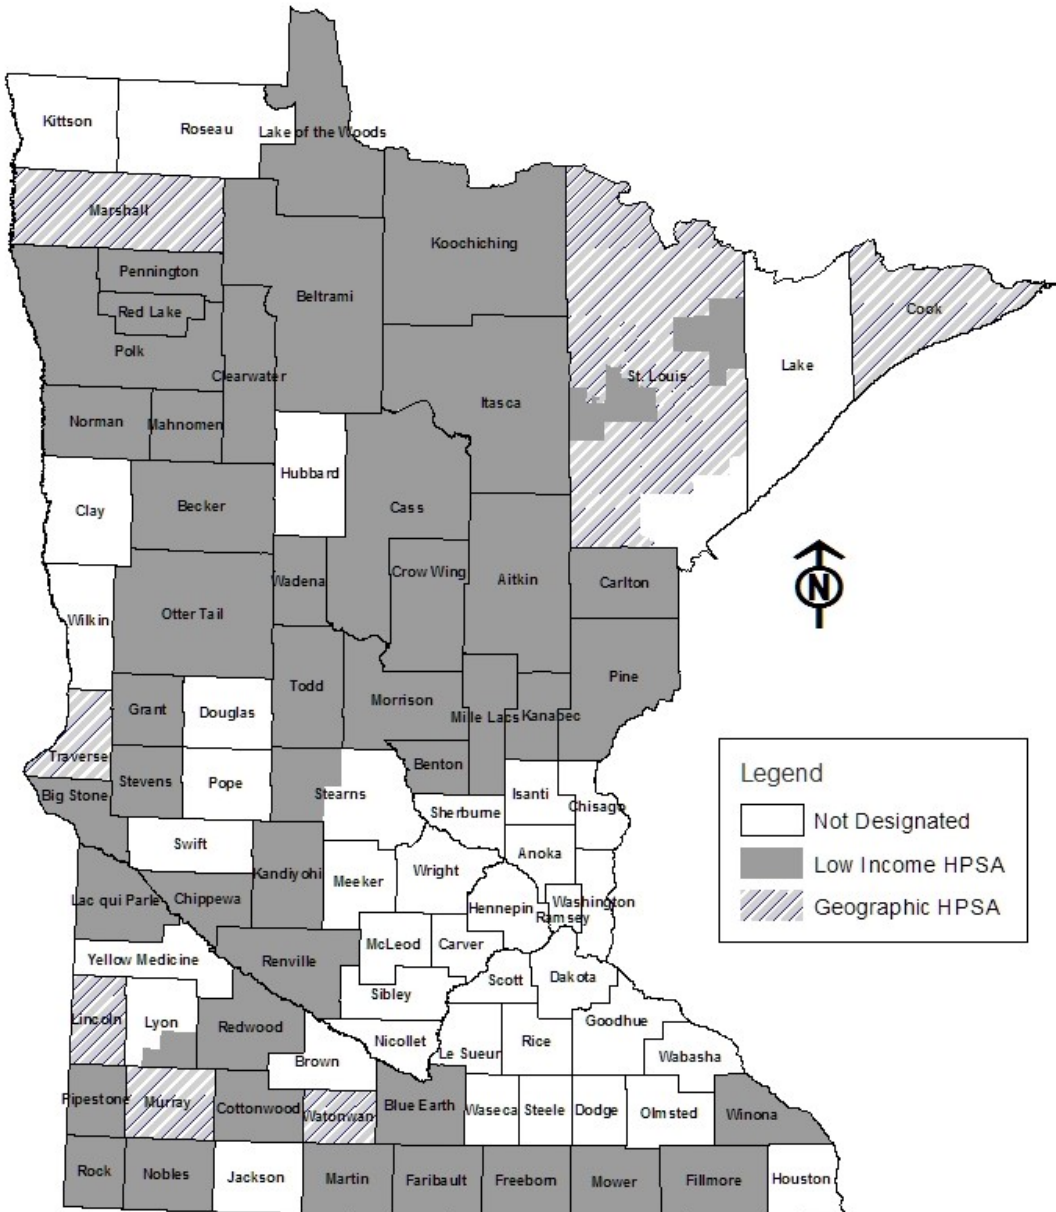 Kittson
Roseau
Lake of the Woods
Marshall
Koochiching
Pennington
Beltrami
Red Lake
Cook
Polk
Clearwater
St. Louis
Lake
Itasca
Norman
Mahnomen
Hubbard
Clay
Becker
Cass
Wadena
Crow Wing
Aitkin
Carlton
N
Otter Tail
Wilkin
Pine
Todd
Morrison
Grant
Douglas
Mille Lacs
Kanabec
Traverse
Benton
Stevens
Pope
Big Stone
Stearns
Isanti
Chisago
Sherburne
Legend
Not Designated
Low Income HPSA
Geographic HPSA
Swift
Anoka
Kandiyohi
Wright
Meeker
Lac qui Parle
Chippewa
Hennepin
Washington
Ramsey
McLeod
Carver
Yellow Medicine
Renville
Scott
Dakota
Sibley
Lincoln
Lyon
Redwood
Goodhue
Nicollet
Rice
Le Sueur
Brown
Wabasha
Pipestone
Murray
Cottonwood
Watonwan
Blue Earth
Waseca
Steele
Dodge
Olmsted
Winona
Rock
Nobles
Jackson
Martin
Faribault
Freeborn
Mower
Fillmore
Houston